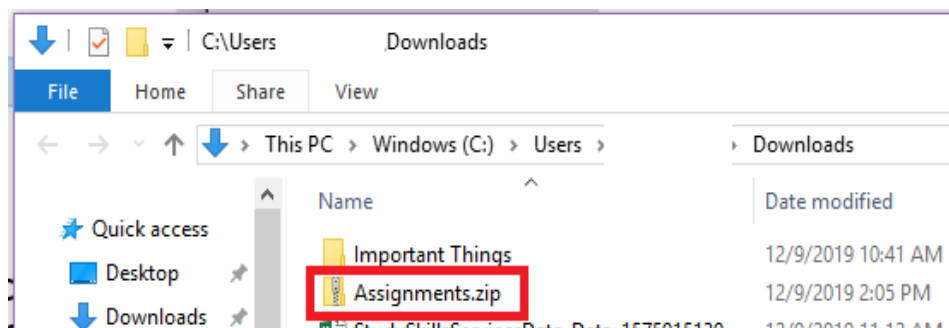 C:\Users Downloads
File Home Share View
This PC > Windows (C:) > Users > > Downloads
Name Date modified
Quick access
Important Things 12/9/2019 10:41 AM
Desktop
Assignments.zip 12/9/2019 2:05 PM
Downloads